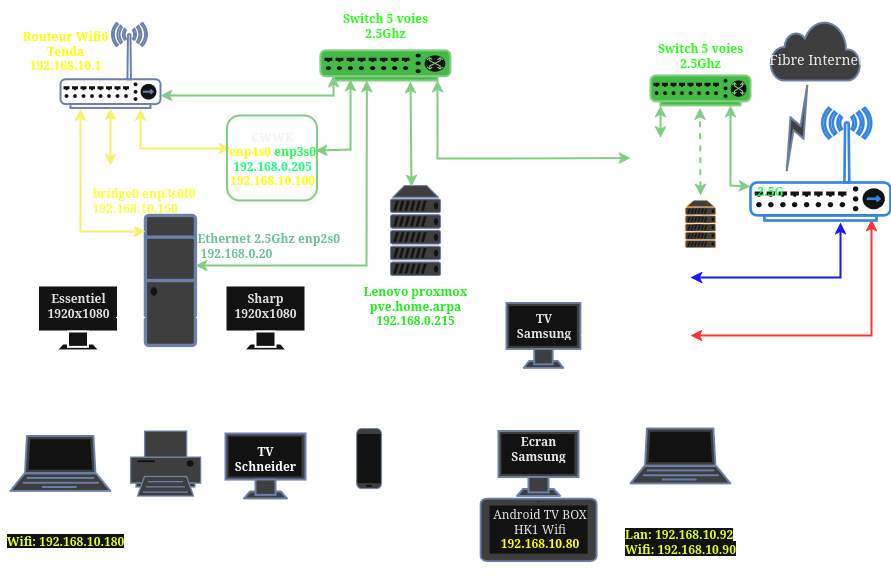 Routeur Wifi6
Tenda
192.168.10.1
Switch 5 voies
2.5Ghz
Switch 5 voies
2.5Ghz
Fibre Internet
CWWK
enp4s0 enp3s0
192.168.0.205
192.168.10.100
bridge0 enp3s0f0
192.168.10.160
2.5G
Ethernet 2.5Ghz enp2s0
192.168.0.20
Essentiel
1920x1080
Sharp
1920x1080
Lenovo proxmox
pve.home.arpa
192.168.0.215
TV
Samsung
TV
Schneider
Ecran
Samsung
Android TV BOX
HK1 Wifi
192.168.10.80
Wifi: 192.168.10.180
Lan: 192.168.10.92
Wifi: 192.168.10.90